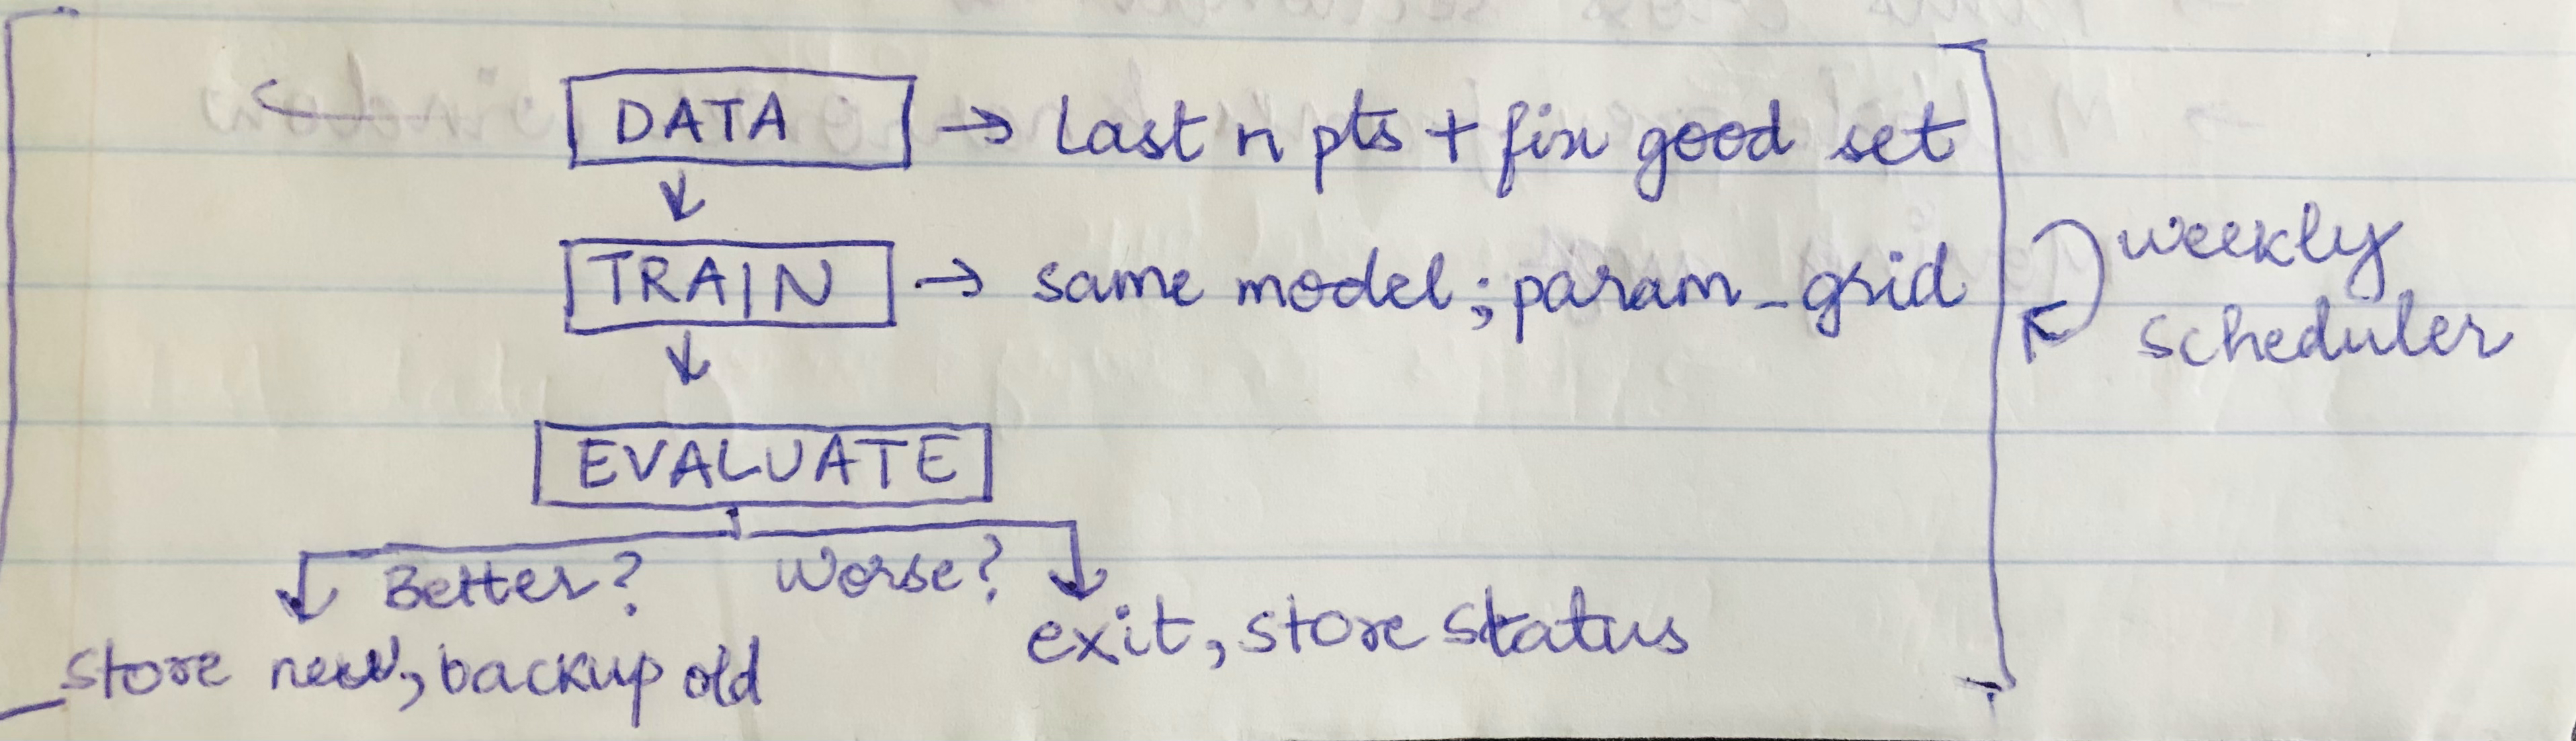 DATA → Last n pts + fix good set
TRAIN → same model; param_grid
weekly
scheduler
EVALUATE
Better? Worse?
exit, store status
store new, backup old